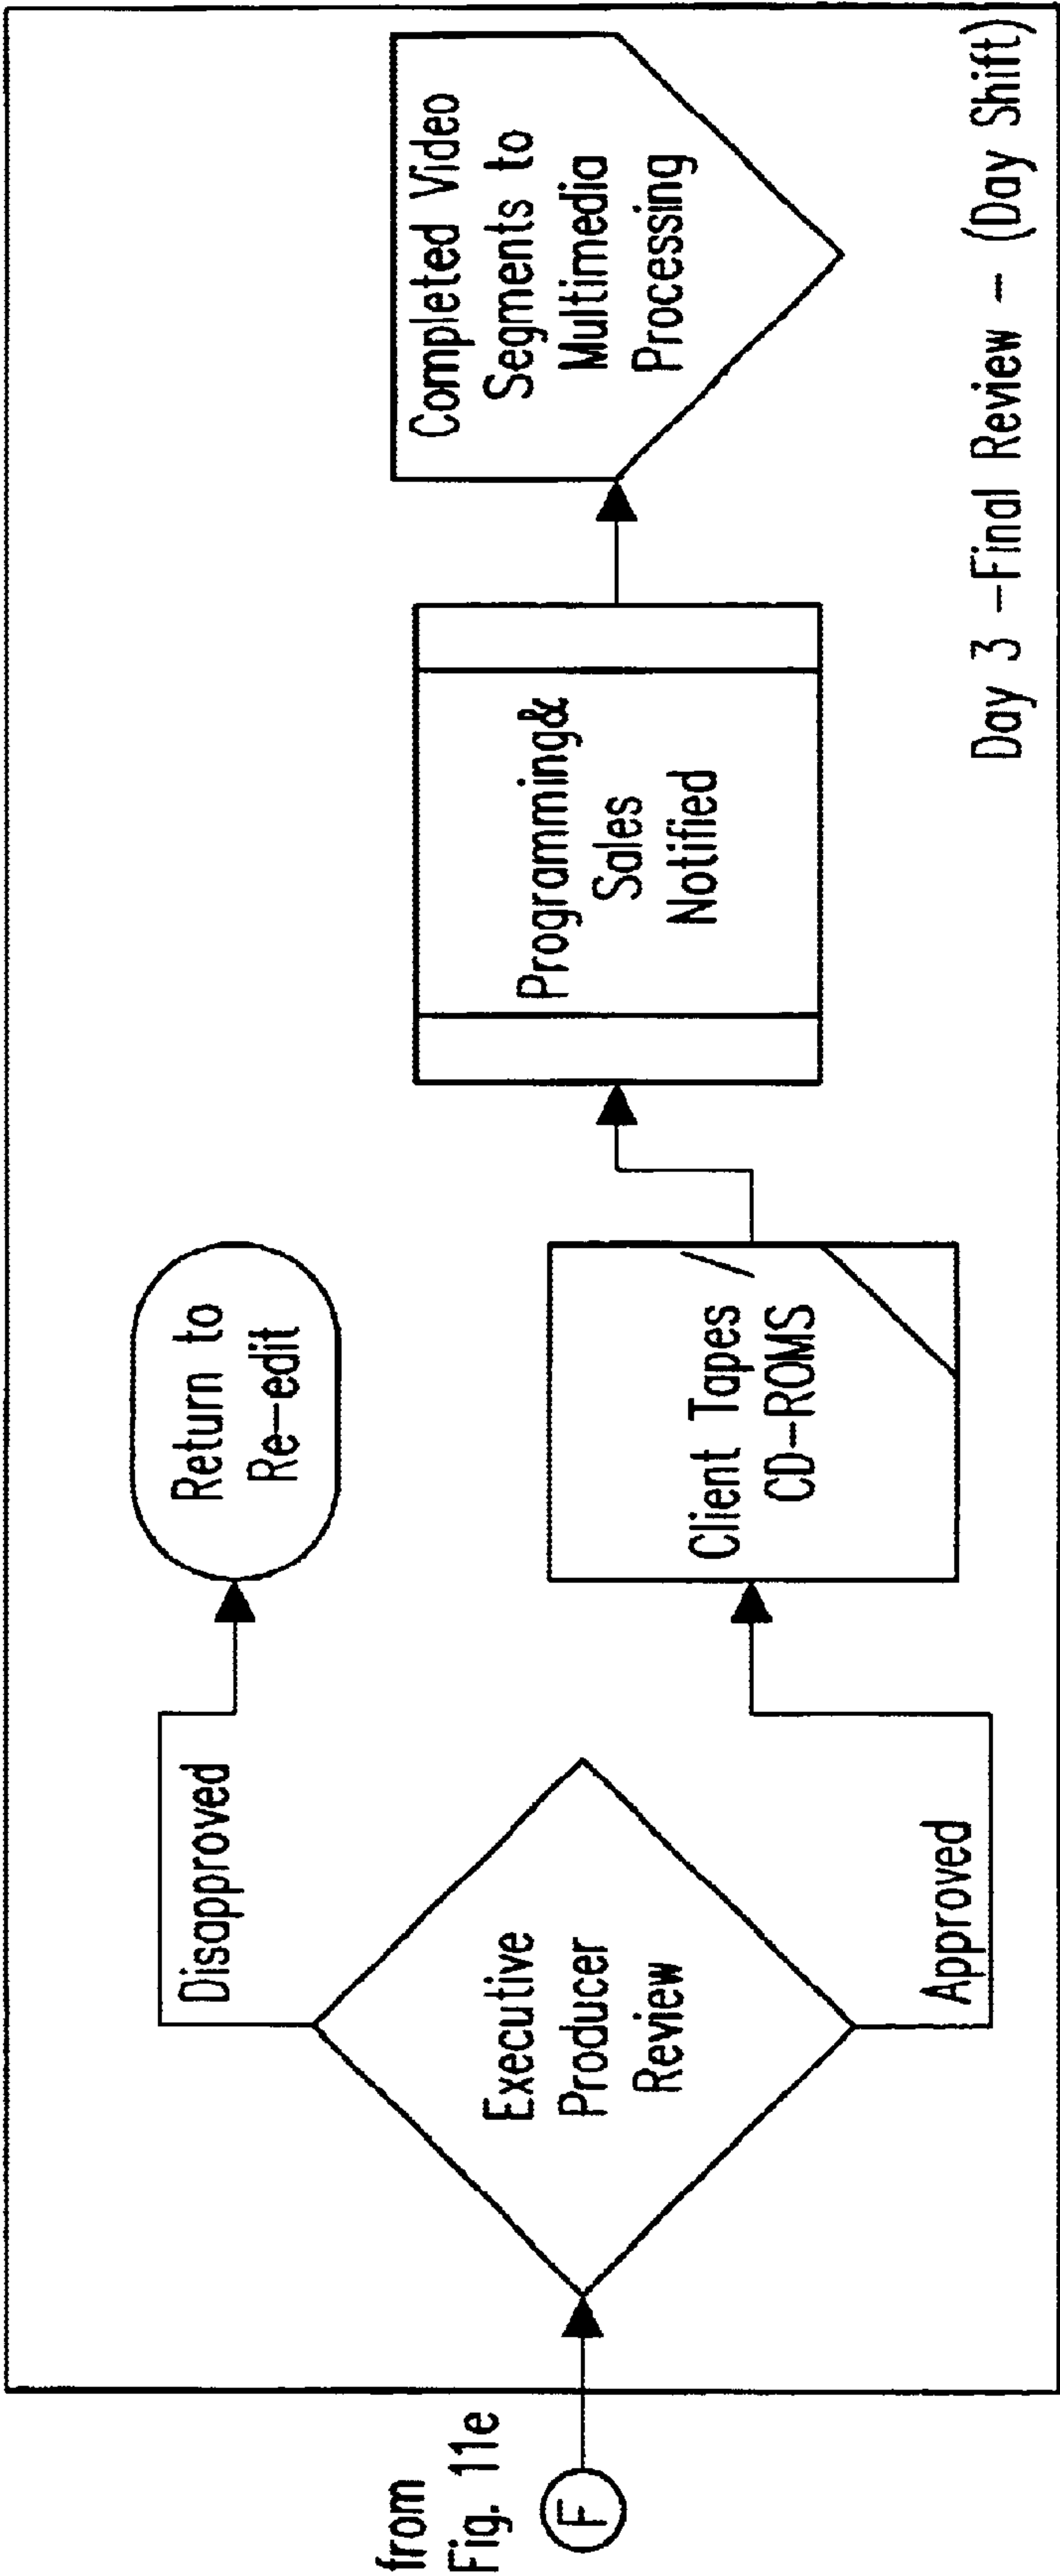 from
Fig. 11e
F
Executive
Producer
Review
Disapproved
Return to
Re-edit
Approved
Client Tapes /
CD-ROMS
Programming&
Sales
Notified
Completed Video
Segments to
Multimedia
Processing
Day 3 -Final Review - (Day Shift)